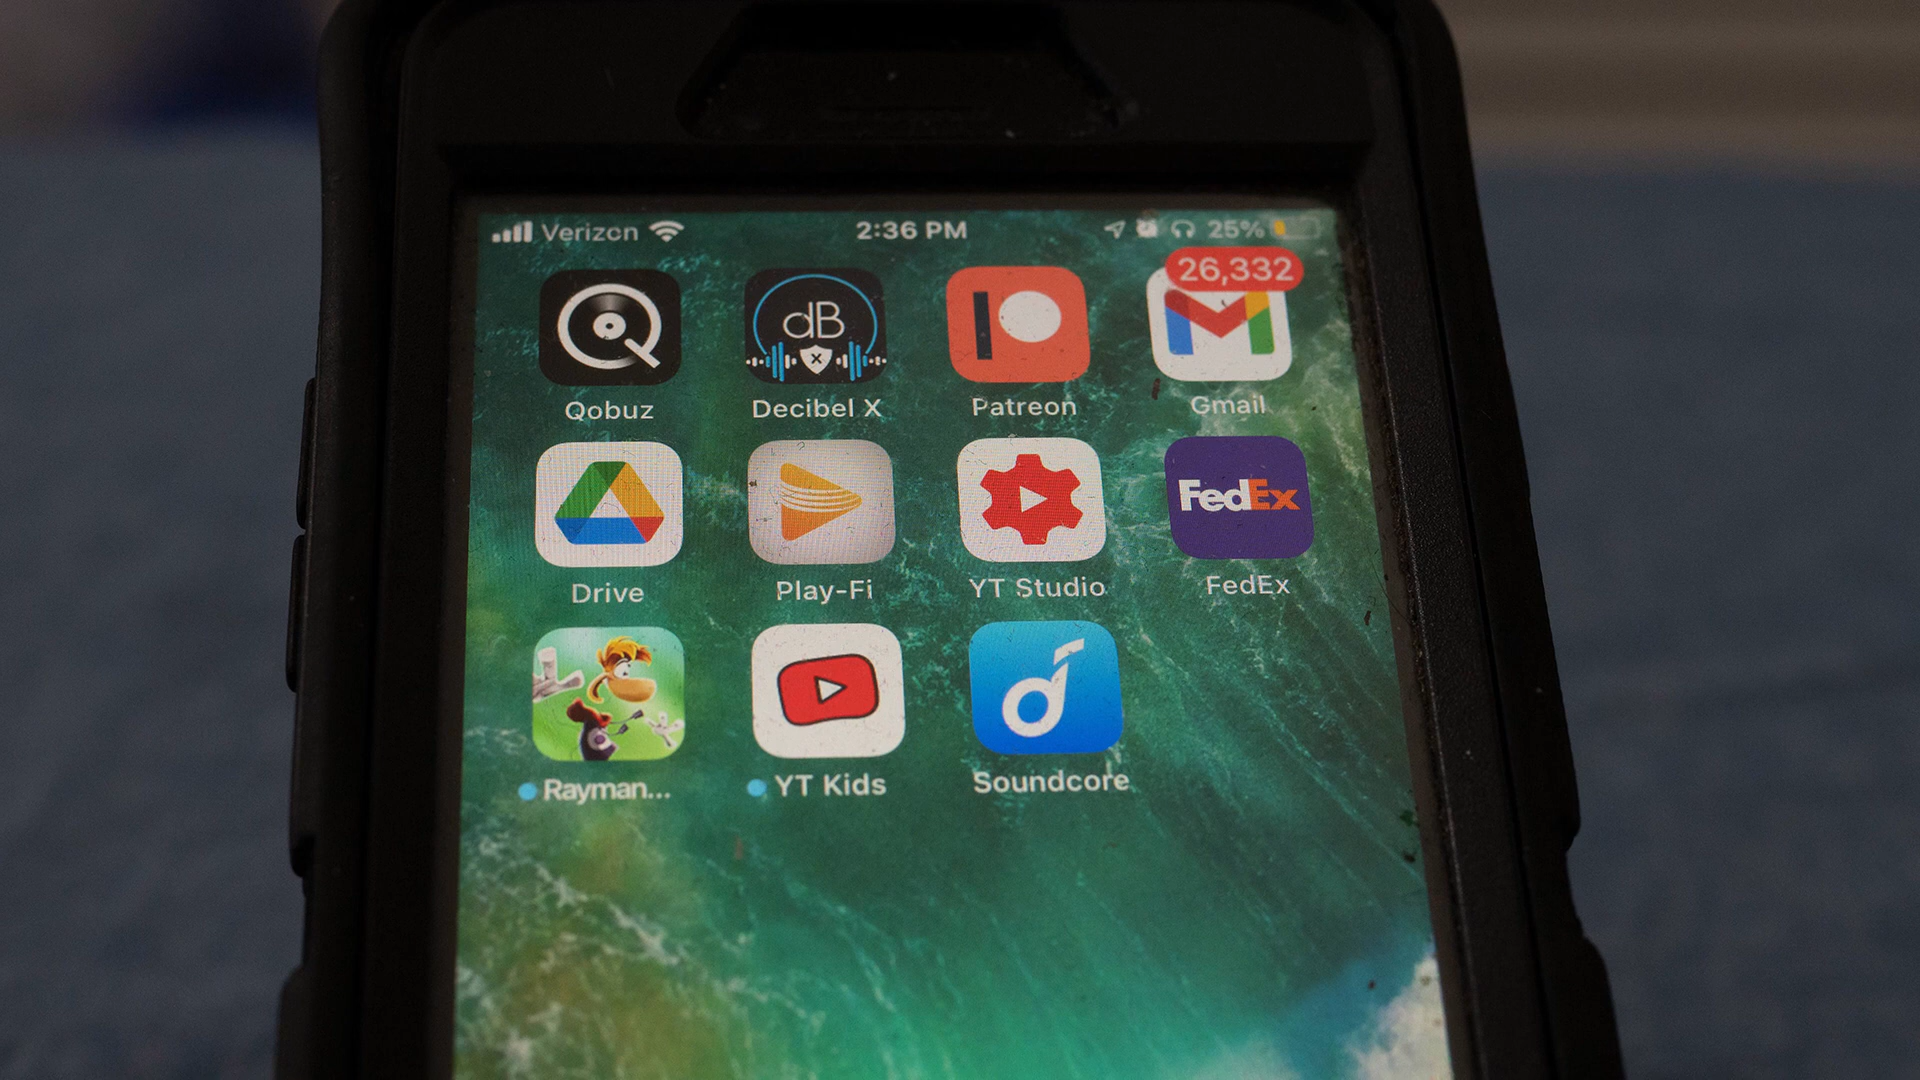 Verizon 2:36 PM 25%
26,332
dB
X
Qobuz Decibel X Patreon Gmail
FedEx
Drive Play-Fi YT Studio FedEx
Rayman... YT Kids Soundcore